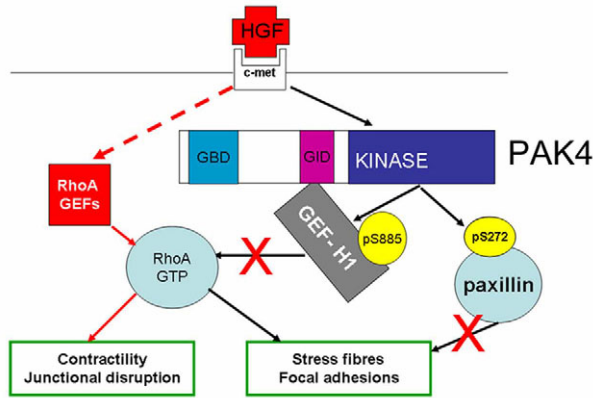 HGF
c-met
GBD
GID
KINASE
PAK4
RhoA
GEFs
GEF- H1
pS885
pS272
RhoA
GTP
X
paxillin
X
Contractility
Junctional disruption
Stress fibres
Focal adhesions